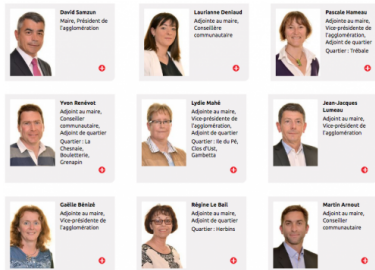 David Samzun
Maire, Président de
l'agglomération
Laurianne Deniaud
Adjointe au maire,
Conseillère
communautaire
Pascale Hameau
Adjointe au maire,
Vice-présidente de
l'agglomération,
Adjoint de quartier
Quartier : Trébale
Yvon Renévot
Adjoint au maire,
Conseiller
communautaire,
Adjoint de quartier
Quartier : La
Chesnaie,
Bouletterie,
Grenapin
Lydie Mahé
Adjointe au maire,
Vice-présidente de
l'agglomération,
Adjoint de quartier
Quartier : Ile du Pé,
Clos d'Ust,
Gambetta
Jean-Jacques
Lumeau
Adjoint au maire,
Vice-président de
l'agglomération
Gaëlle Bénizé
Adjointe au maire,
Vice-présidente de
l'agglomération
Régine Le Bail
Adjointe au maire,
Adjoint de quartier
Quartier : Herbins
Martin Arnout
Adjoint au maire,
Conseiller
communautaire